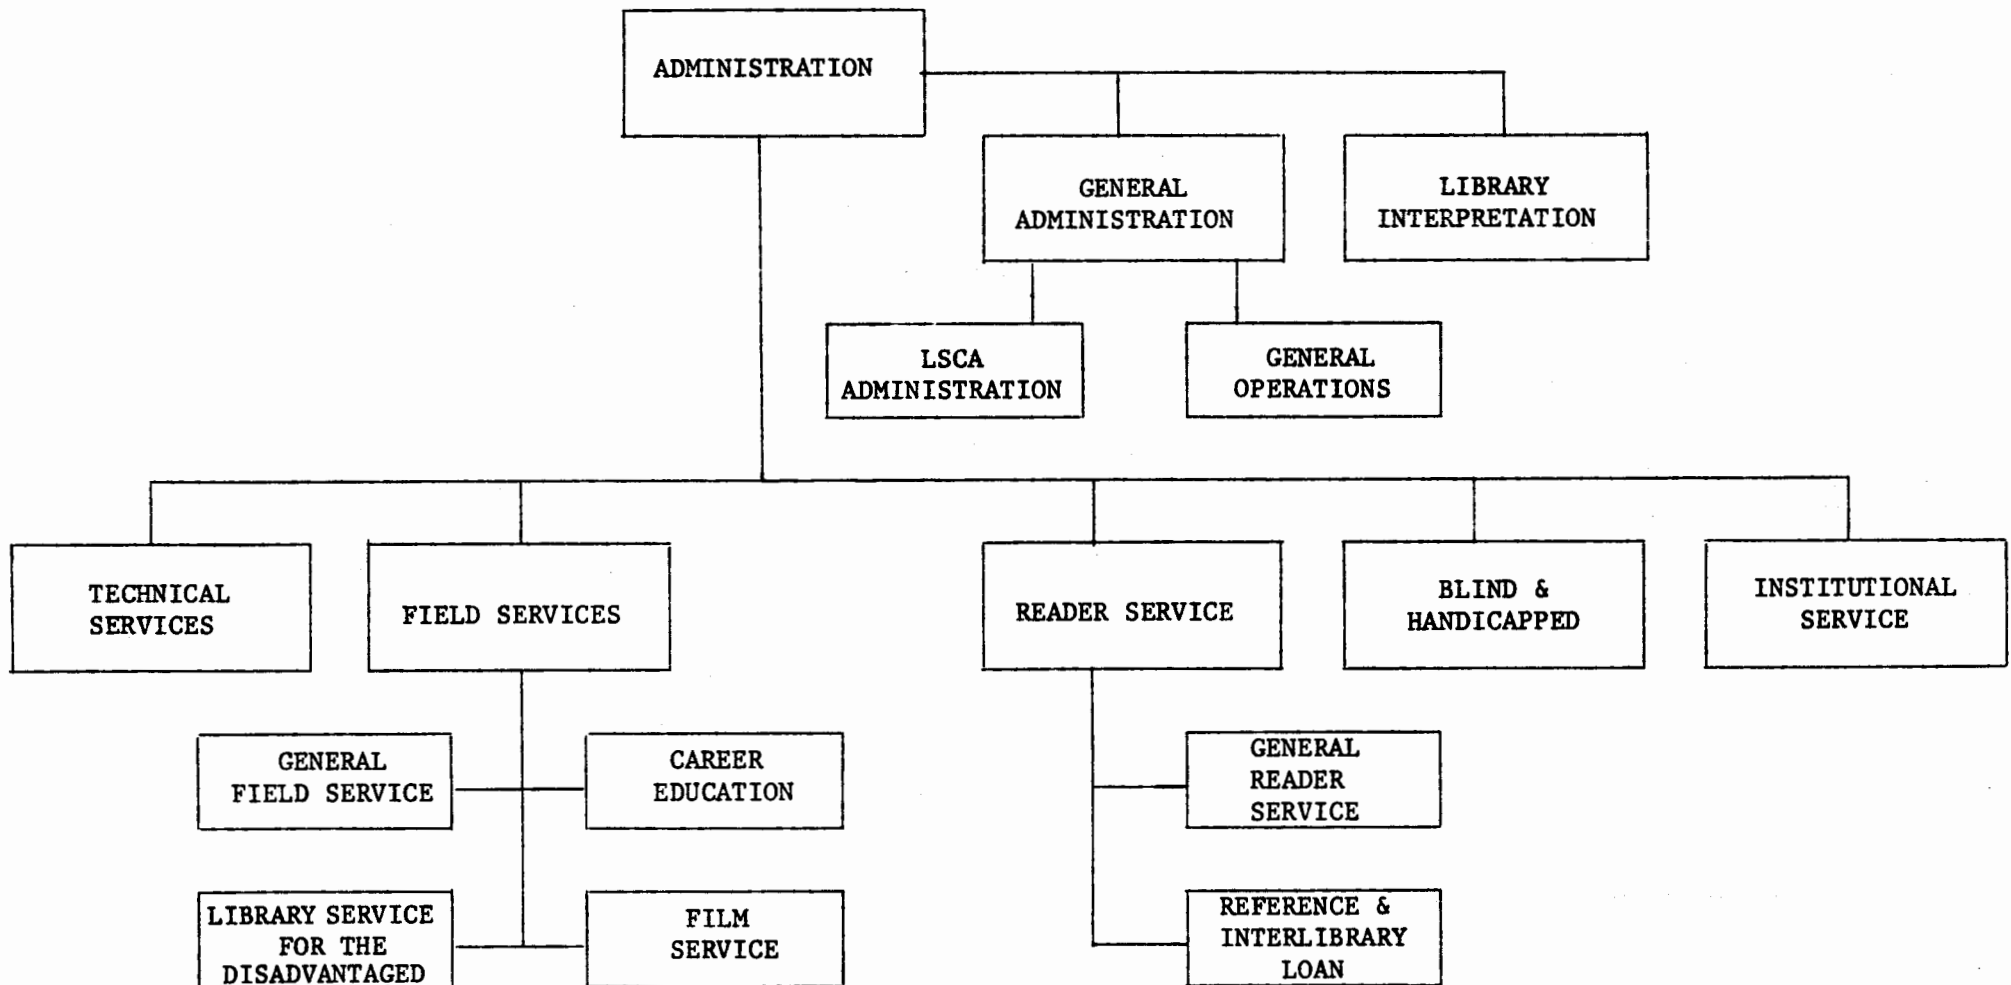 ADMINISTRATION
GENERAL
ADMINISTRATION
LIBRARY
INTERPRETATION
LSCA
ADMINISTRATION
GENERAL
OPERATIONS
TECHNICAL
SERVICES
FIELD SERVICES
READER SERVICE
BLIND &
HANDICAPPED
INSTITUTIONAL
SERVICE
GENERAL
FIELD SERVICE
CAREER
EDUCATION
GENERAL
READER
SERVICE
LIBRARY SERVICE
FOR THE
DISADVANTAGED
FILM
SERVICE
REFERENCE &
INTERLIBRARY
LOAN